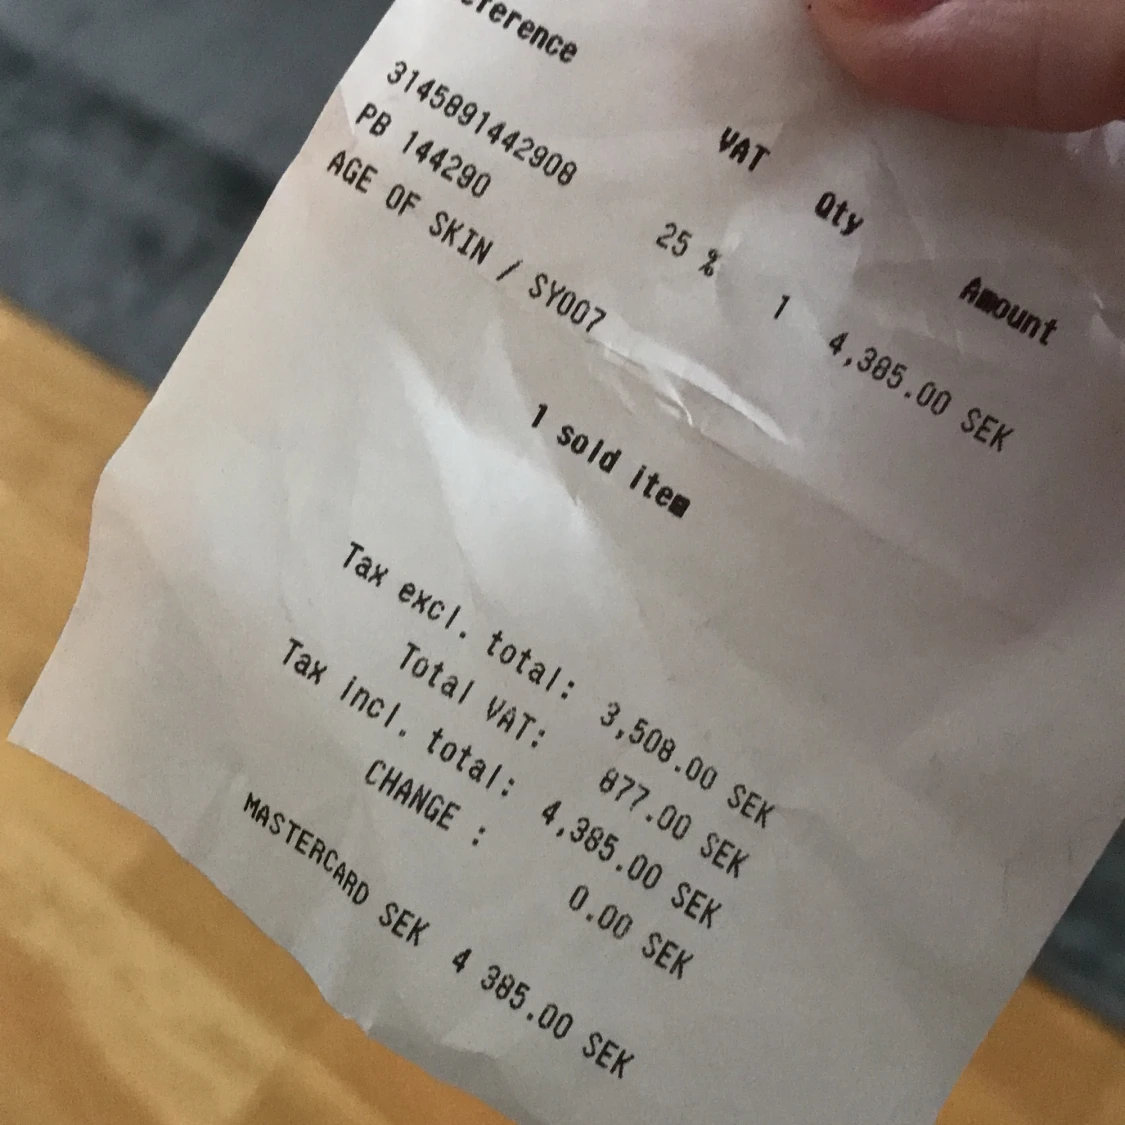 eference VAT Qty Amount
3145891442908 25 % 1 4,385.00 SEK
PB 144290
AGE OF SKIN / SY007
1 sold item
Tax excl. total: 3,508.00 SEK
Total VAT: 877.00 SEK
Tax incl. total: 4,385.00 SEK
CHANGE : 0.00 SEK
MASTERCARD SEK 4 385.00 SEK